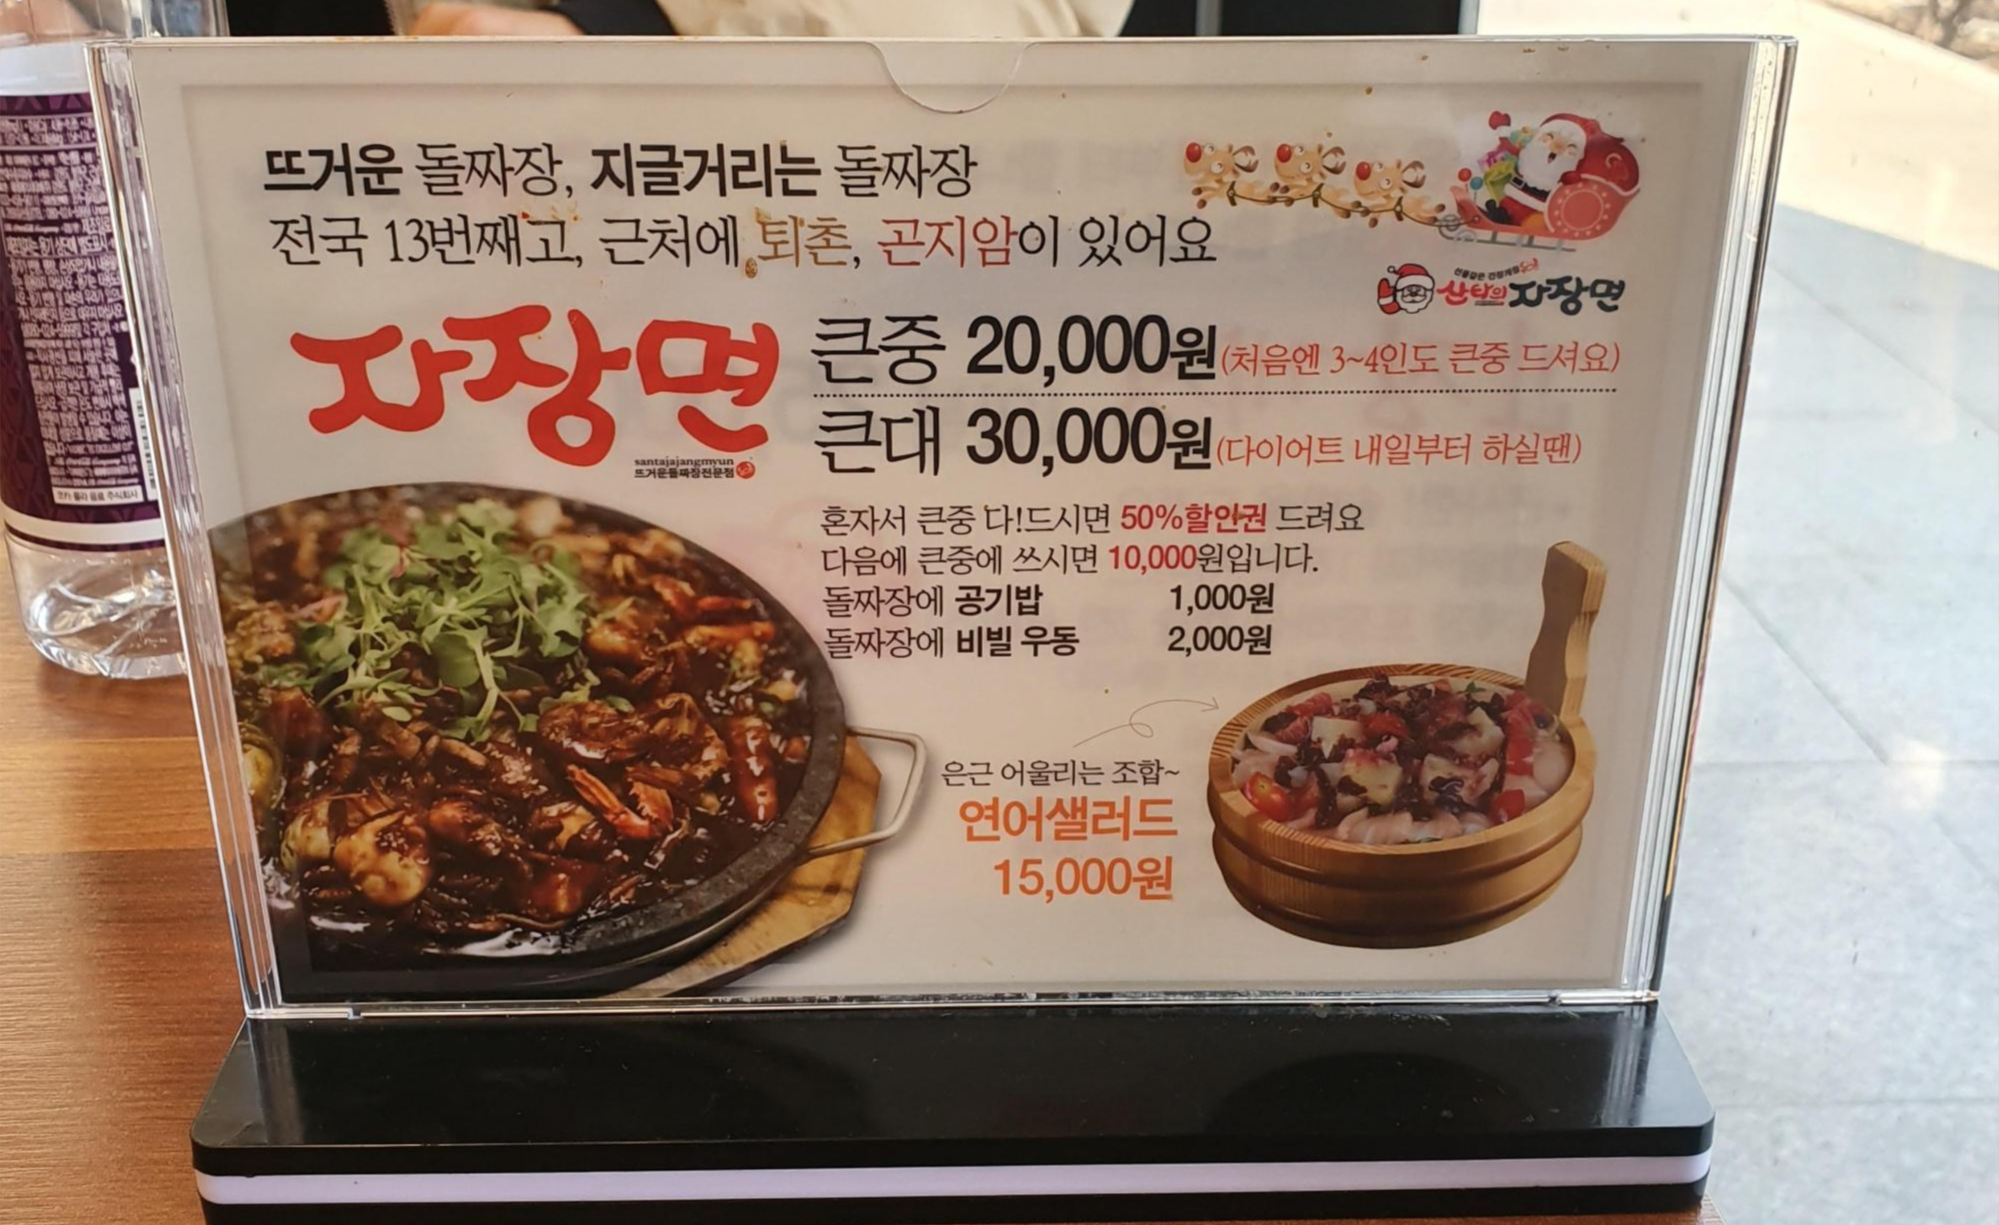 뜨거운 돌짜장, 지글거리는 돌짜장
전국 13번째고, 근처에 퇴촌, 곤지암이 있어요
산타의 자장면
자장면
santajajangmyun
뜨거운돌짜장전문점
큰중 20,000원(처음엔 3~4인도 큰중 드셔요)
큰대 30,000원(다이어트 내일부터 하실땐)
혼자서 큰중 다!드시면 50%할인권 드려요
다음에 큰중에 쓰시면 10,000원입니다.
돌짜장에 공기밥 1,000원
돌짜장에 비빌 우동 2,000원
은근 어울리는 조합~
연어샐러드
15,000원